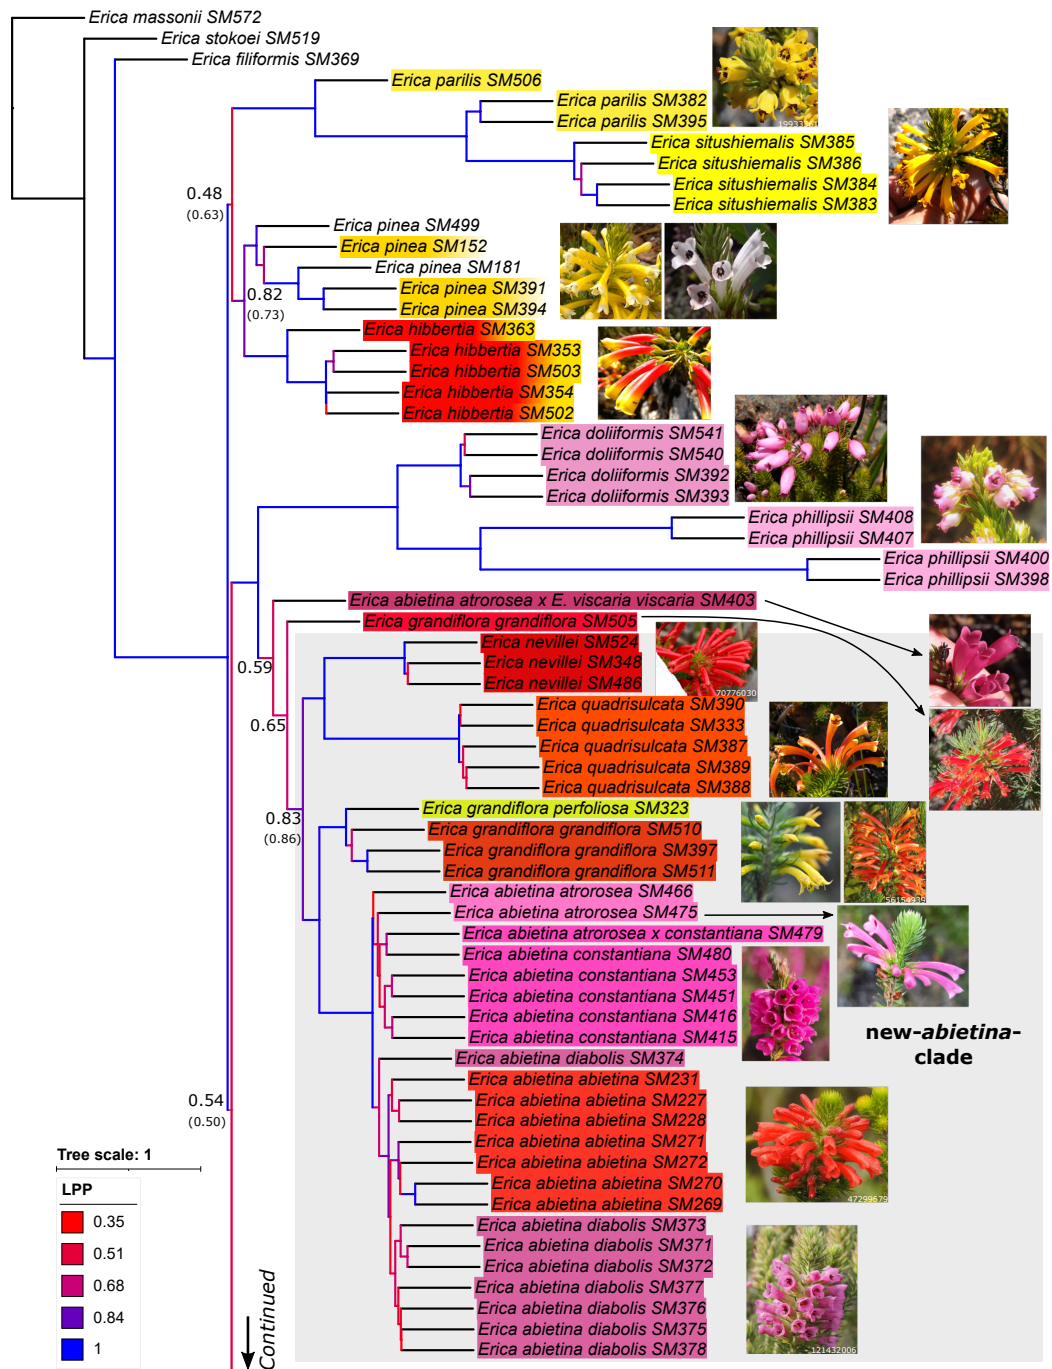 Erica massonii SM572
Erica stokoei SM519
Erica filiformis SM369
Erica parilis SM506
Erica parilis SM382
Erica parilis SM395
Erica situshiemalis SM385
Erica situshiemalis SM386
Erica situshiemalis SM384
Erica situshiemalis SM383
0.48
(0.63)
Erica pinea SM499
Erica pinea SM152
Erica pinea SM181
Erica pinea SM391
Erica pinea SM394
0.82
(0.73)
Erica hibbertia SM363
Erica hibbertia SM353
Erica hibbertia SM503
Erica hibbertia SM354
Erica hibbertia SM502
Erica doliiformis SM541
Erica doliiformis SM540
Erica doliiformis SM392
Erica doliiformis SM393
Erica phillipsii SM408
Erica phillipsii SM407
Erica phillipsii SM400
Erica phillipsii SM398
Erica abietina atrorosea x E. viscaria viscaria SM403
Erica grandiflora grandiflora SM505
0.59
0.65
Erica nevillei SM524
Erica nevillei SM348
Erica nevillei SM486
70776030
Erica quadrisulcata SM390
Erica quadrisulcata SM333
Erica quadrisulcata SM387
Erica quadrisulcata SM389
Erica quadrisulcata SM388
0.83
(0.86)
Erica grandiflora perfoliosa SM323
Erica grandiflora grandiflora SM510
Erica grandiflora grandiflora SM397
Erica grandiflora grandiflora SM511
56154939
Erica abietina atrorosea SM466
Erica abietina atrorosea SM475
Erica abietina atrorosea x constantiana SM479
Erica abietina constantiana SM480
Erica abietina constantiana SM453
Erica abietina constantiana SM451
Erica abietina constantiana SM416
Erica abietina constantiana SM415
new-abietina-
clade
Erica abietina diabolis SM374
Erica abietina abietina SM231
Erica abietina abietina SM227
Erica abietina abietina SM228
Erica abietina abietina SM271
Erica abietina abietina SM272
Erica abietina abietina SM270
Erica abietina abietina SM269
47299679
Erica abietina diabolis SM373
Erica abietina diabolis SM371
Erica abietina diabolis SM372
Erica abietina diabolis SM377
Erica abietina diabolis SM376
Erica abietina diabolis SM375
Erica abietina diabolis SM378
121432006
0.54
(0.50)
Tree scale: 1
LPP
0.35
0.51
0.68
0.84
1
Continued